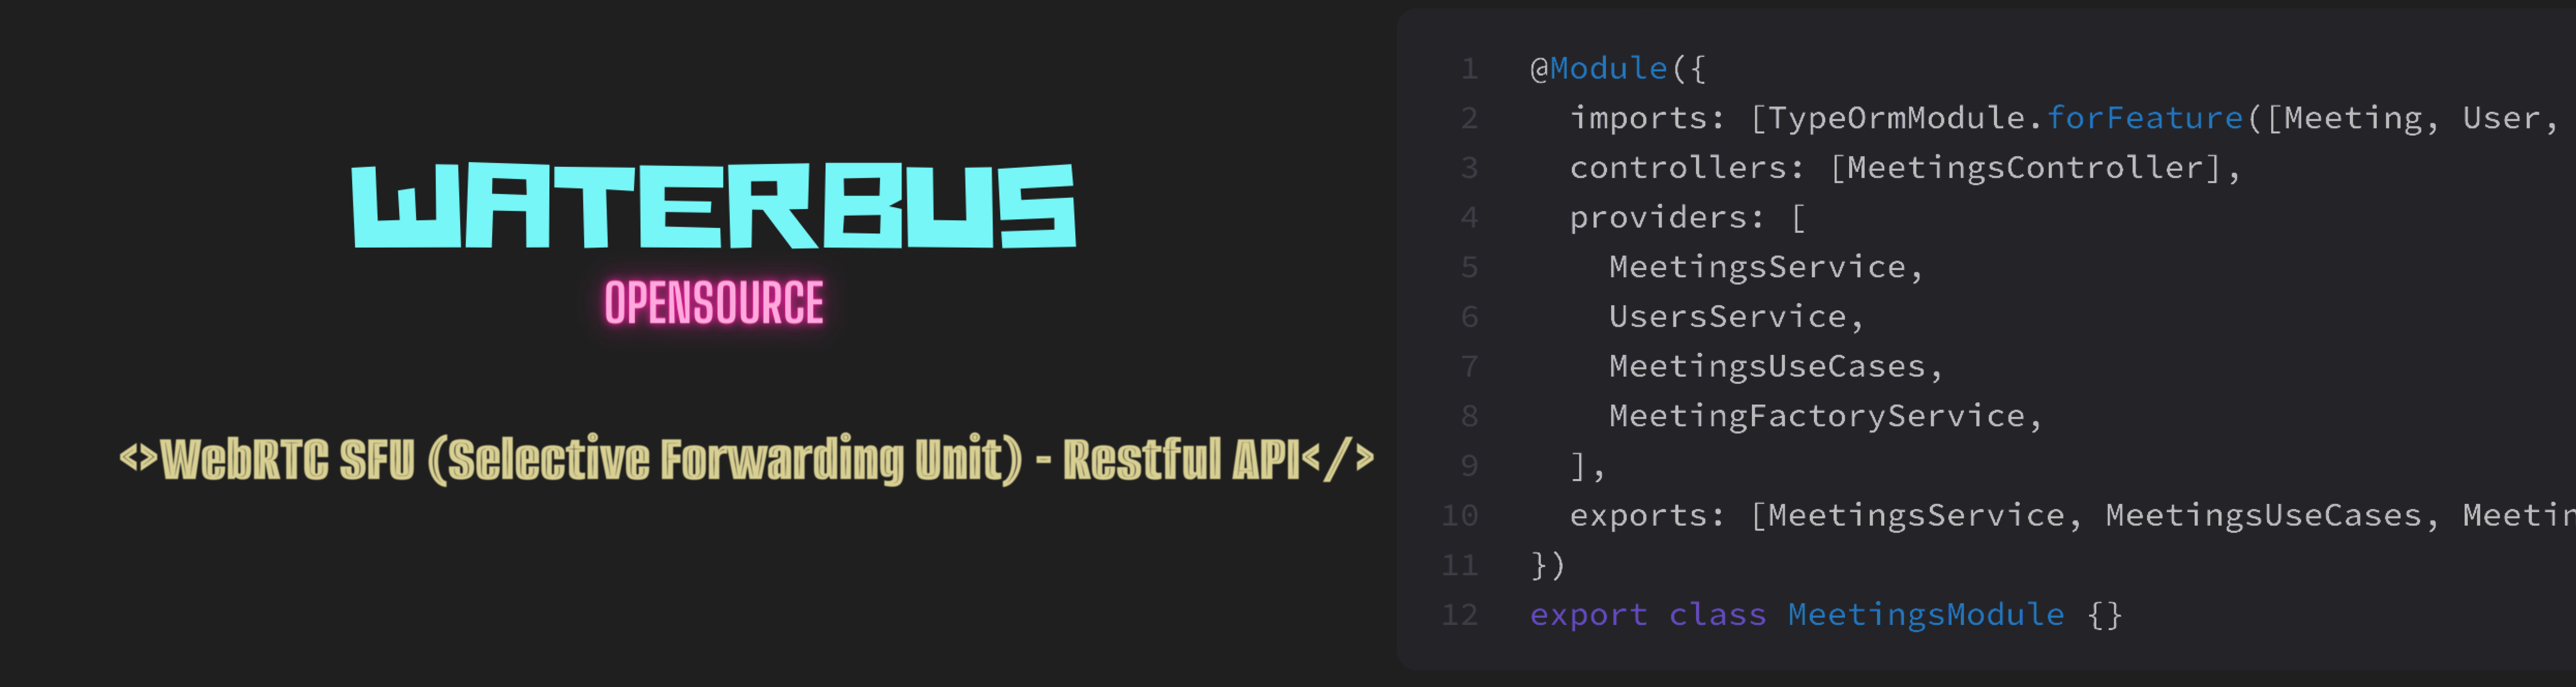 WATERBUS
OPENSOURCE
<>WebRTC SFU (Selective Forwarding Unit) - Restful API</>
1 @Module({
2 imports: [TypeOrmModule.forFeature([Meeting, User,
3 controllers: [MeetingsController],
4 providers: [
5 MeetingsService,
6 UsersService,
7 MeetingsUseCases,
8 MeetingFactoryService,
9 ],
10 exports: [MeetingsService, MeetingsUseCases, Meetin
11 })
12 export class MeetingsModule {}